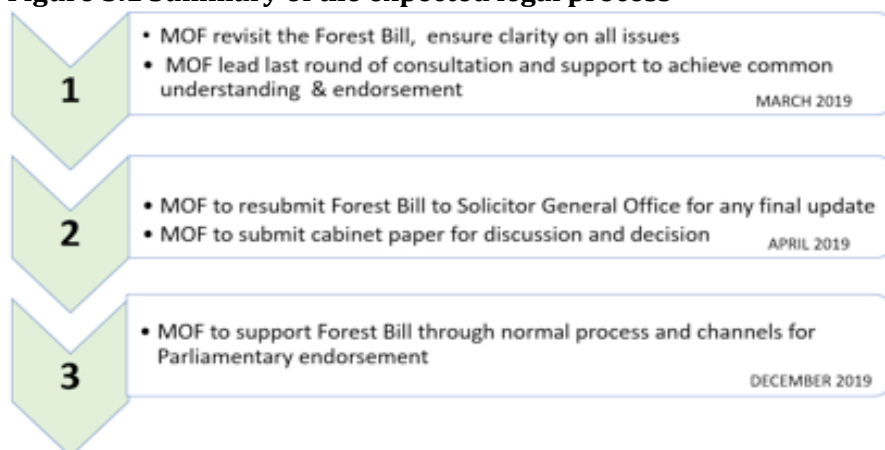 Figure 3.2 Summary of the expected legal process
1
• MOF revisit the Forest Bill, ensure clarity on all issues
• MOF lead last round of consultation and support to achieve common
understanding & endorsement
MARCH 2019
2
• MOF to resubmit Forest Bill to Solicitor General Office for any final update
• MOF to submit cabinet paper for discussion and decision
APRIL 2019
3
• MOF to support Forest Bill through normal process and channels for
Parliamentary endorsement
DECEMBER 2019